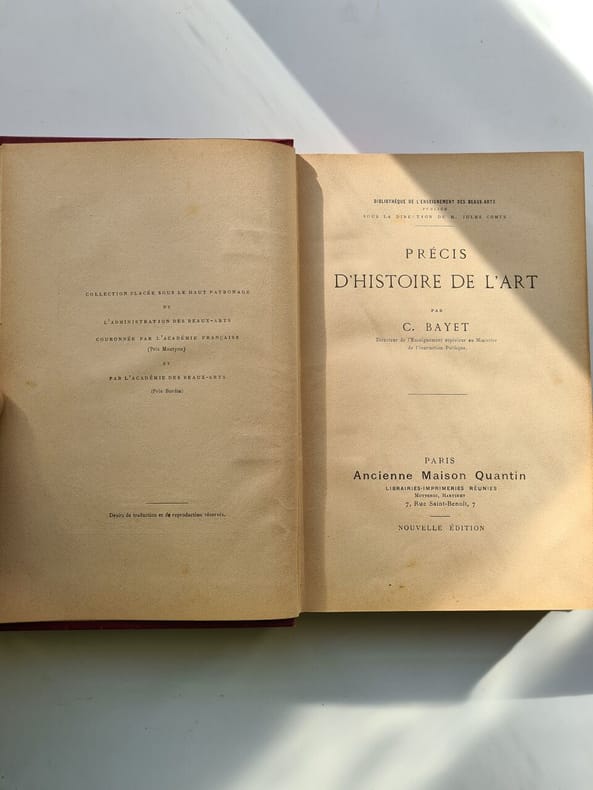 COLLECTION PLACÉE SOUS LE HAUT PATRONAGE
DE
L'ADMINISTRATION DES BEAUX-ARTS
COURONNÉE PAR L'ACADÉMIE FRANÇAISE
(Prix Montyon)
ET
PAR L'ACADÉMIE DES BEAUX-ARTS
(Prix Bordin)
Droits de traduction et de reproduction réservés.
BIBLIOTHÈQUE DE L'ENSEIGNEMENT DES BEAUX-ARTS
PUBLIÉE
SOUS LA DIRECTION DE M. JULES COMTE
PRÉCIS
D'HISTOIRE DE L'ART
PAR
C. BAYET
Directeur de l'Enseignement supérieur au Ministère
de l'Instruction Publique.
PARIS
Ancienne Maison Quantin
LIBRAIRIES-IMPRIMERIES RÉUNIES
MOTTEROZ, MARTINET
7, Rue Saint-Benoît, 7
NOUVELLE ÉDITION